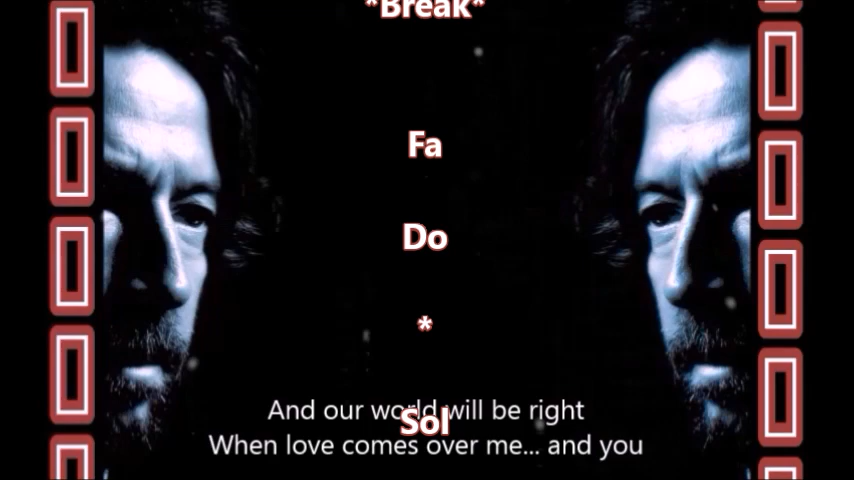 *Break*
Fa
Do
*
And our world will be right
Sol
When love comes over me... and you